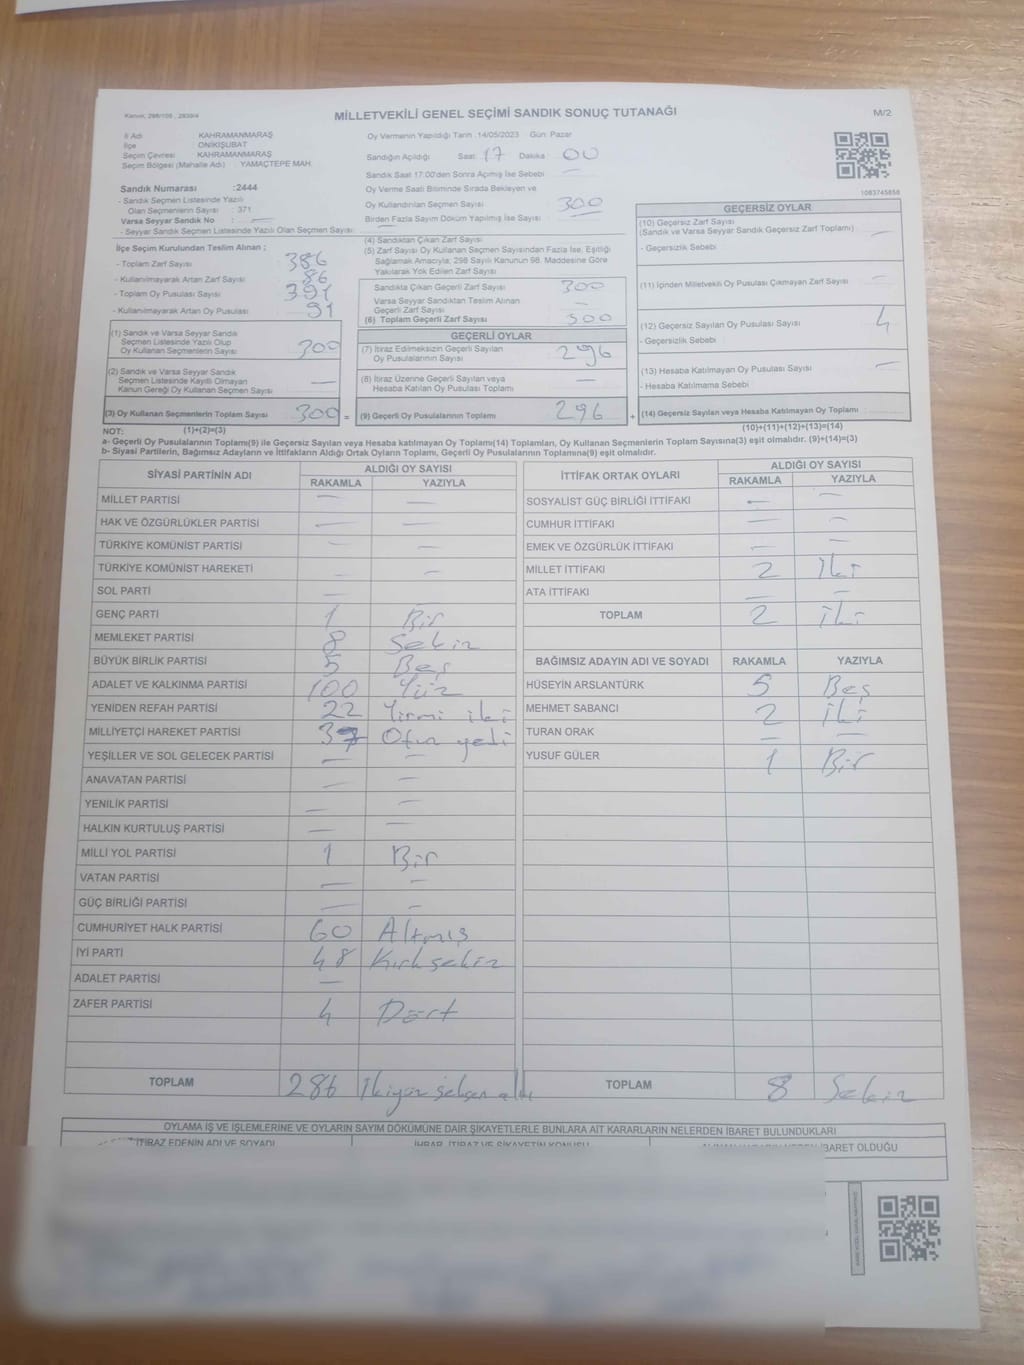 Kanun: 298/105 , 2839/4
MİLLETVEKİLİ GENEL SEÇİMİ SANDIK SONUÇ TUTANAĞI
M/2
İl Adı KAHRAMANMARAŞ
İlçe ONİKİŞUBAT
Seçim Çevresi KAHRAMANMARAŞ
Seçim Bölgesi (Mahalle Adı) : YAMAÇTEPE MAH.
Sandık Numarası :2444
- Sandık Seçmen Listesinde Yazılı
Olan Seçmenlerin Sayısı : 371
Varsa Seyyar Sandık No : —
- Seyyar Sandık Seçmen Listesinde Yazılı Olan Seçmen Sayısı: —
Oy Vermenin Yapıldığı Tarih :14/05/2023 Gün: Pazar
Sandığın Açıldığı Saat: 17 Dakika: 00
Sandık Saat 17:00'den Sonra Açımış İse Sebebi —
Oy Verme Saati Bitiminde Sırada Bekleyen ve
Oy Kullandırılan Seçmen Sayısı 300
Birden Fazla Sayım Döküm Yapılmış İse Sayısı —
1083745858
İlçe Seçim Kurulundan Teslim Alınan ;
- Toplam Zarf Sayısı 386
- Kullanılmayarak Artan Zarf Sayısı 86
- Toplam Oy Pusulası Sayısı 391
- Kullanılmayarak Artan Oy Pusulası 91
(1) Sandık ve Varsa Seyyar Sandık
Seçmen Listesinde Yazılı Olup
Oy Kullanan Seçmenlerin Sayısı 300
(2) Sandık ve Varsa Seyyar Sandık
Seçmen Listesinde Kayıtlı Olmayan
Kanun Gereği Oy Kullanan Seçmen Sayısı —
(3) Oy Kullanan Seçmenlerin Toplam Sayısı 300 =
(1)+(2)=(3)
(4) Sandıktan Çıkan Zarf Sayısı
(5) Zarf Sayısı Oy Kullanan Seçmen Sayısından Fazla İse, Eşitliği
Sağlamak Amacıyla; 298 Sayılı Kanunun 98. Maddesine Göre
Yakılarak Yok Edilen Zarf Sayısı
Sandıkta Çıkan Geçerli Zarf Sayısı 300
Varsa Seyyar Sandıktan Teslim Alınan
Geçerli Zarf Sayısı —
(6) Toplam Geçerli Zarf Sayısı 300
GEÇERLİ OYLAR
(7) İtiraz Edilmeksizin Geçerli Sayılan
Oy Pusulalarının Sayısı 296
(8) İtiraz Üzerine Geçerli Sayılan veya
Hesaba Katılan Oy Pusulası Toplamı —
(9) Geçerli Oy Pusulalarının Toplamı 296 +
GEÇERSİZ OYLAR
(10) Geçersiz Zarf Sayısı
(Sandık ve Varsa Seyyar Sandık Geçersiz Zarf Toplamı) —
- Geçersizlik Sebebi
(11) İçinden Milletvekili Oy Pusulası Çıkmayan Zarf Sayısı —
(12) Geçersiz Sayılan Oy Pusulası Sayısı 4
- Geçersizlik Sebebi
(13) Hesaba Katılmayan Oy Pusulası Sayısı —
- Hesaba Katılmama Sebebi
(14) Geçersiz Sayılan veya Hesaba Katılmayan Oy Toplamı
(10)+(11)+(12)+(13)=(14)
NOT:
a- Geçerli Oy Pusulalarının Toplamı(9) ile Geçersiz Sayılan veya Hesaba katılmayan Oy Toplamı(14) Toplamları, Oy Kullanan Seçmenlerin Toplam Sayısına(3) eşit olmalıdır. (9)+(14)=(3)
b- Siyasi Partilerin, Bağımsız Adayların ve İttifakların Aldığı Ortak Oyların Toplamı, Geçerli Oy Pusulalarının Toplamına(9) eşit olmalıdır.
SİYASİ PARTİNİN ADI ALDIĞI OY SAYISI
RAKAMLA YAZIYLA
MİLLET PARTİSİ — —
HAK VE ÖZGÜRLÜKLER PARTİSİ — —
TÜRKİYE KOMÜNİST PARTİSİ — —
TÜRKİYE KOMÜNİST HAREKETİ — —
SOL PARTİ — —
GENÇ PARTİ 1 Bir
MEMLEKET PARTİSİ 8 Sekiz
BÜYÜK BİRLİK PARTİSİ 5 Beş
ADALET VE KALKINMA PARTİSİ 100 Yüz
YENİDEN REFAH PARTİSİ 22 Yirmi iki
MİLLİYETÇİ HAREKET PARTİSİ 37 Otuz yedi
YEŞİLLER VE SOL GELECEK PARTİSİ — —
ANAVATAN PARTİSİ — —
YENİLİK PARTİSİ — —
HALKIN KURTULUŞ PARTİSİ — —
MİLLİ YOL PARTİSİ 1 Bir
VATAN PARTİSİ — —
GÜÇ BİRLİĞİ PARTİSİ — —
CUMHURİYET HALK PARTİSİ 60 Altmış
İYİ PARTİ 48 Kırksekiz
ADALET PARTİSİ —
ZAFER PARTİSİ 4 Dört
TOPLAM 286 İkiyüz seksen altı
İTTİFAK ORTAK OYLARI ALDIĞI OY SAYISI
RAKAMLA YAZIYLA
SOSYALİST GÜÇ BİRLİĞİ İTTİFAKI — —
CUMHUR İTTİFAKI — —
EMEK VE ÖZGÜRLÜK İTTİFAKI — —
MİLLET İTTİFAKI 2 İki
ATA İTTİFAKI — —
TOPLAM 2 İki
BAĞIMSIZ ADAYIN ADI VE SOYADI RAKAMLA YAZIYLA
HÜSEYİN ARSLANTÜRK 5 Beş
MEHMET SABANCI 2 İki
TURAN ORAK — —
YUSUF GÜLER 1 Bir
TOPLAM 8 Sekiz
OYLAMA İŞ VE İŞLEMLERİNE VE OYLARIN SAYIM DÖKÜMÜNE DAİR ŞİKAYETLERLE BUNLARA AİT KARARLARIN NELERDEN İBARET BULUNDUKLARI
İTİRAZ EDENİN ADI VE SOYADI
İHBAR, İTİRAZ VE ŞİKAYETİN KONUSU
İBARET OLDUĞU